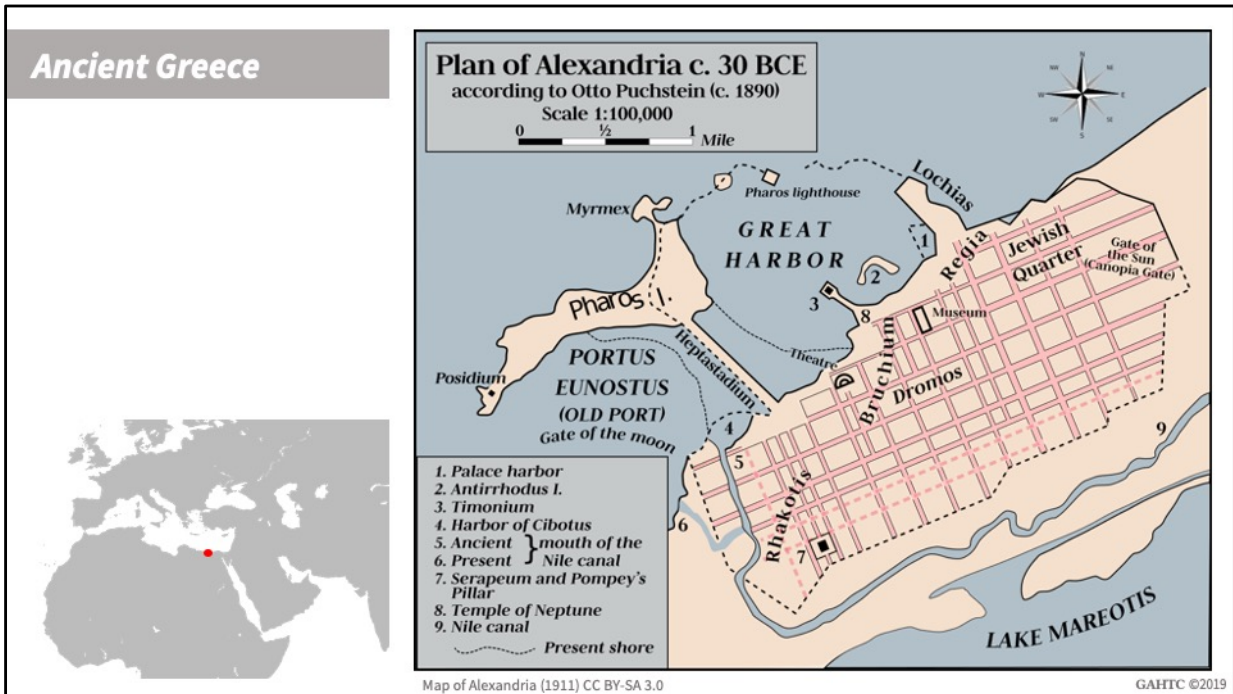 Ancient Greece
Plan of Alexandria c. 30 BCE
according to Otto Puchstein (c. 1890)
Scale 1:100,000
0 ½ 1
Mile
N
NW NE
W E
SW SE
S
Myrmex
Pharos lighthouse
Lochias
GREAT
HARBOR
1
2
3
8
Regia
Jewish
Quarter
Gate of
the Sun
(Canopia Gate)
Museum
Pharos I.
Heptastadium
Theatre
Bruchium
Dromos
Posidium
PORTUS
EUNOSTUS
(OLD PORT)
Gate of the moon
4
5
6
7
9
Rhakotis
LAKE MAREOTIS
1. Palace harbor
2. Antirrhodus I.
3. Timonium
4. Harbor of Cibotus
5. Ancient } mouth of the
6. Present Nile canal
7. Serapeum and Pompey's
Pillar
8. Temple of Neptune
9. Nile canal
Present shore
Map of Alexandria (1911) CC BY-SA 3.0
GAHTC ©2019